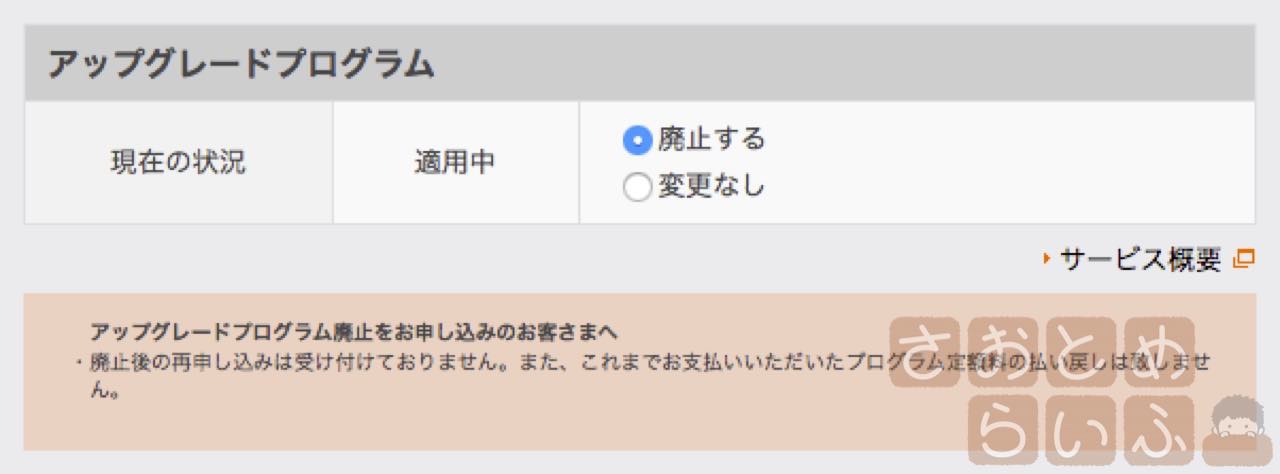 アップグレードプログラム
現在の状況
適用中
廃止する
変更なし
サービス概要
アップグレードプログラム廃止をお申し込みのお客さまへ
・廃止後の再申し込みは受け付けておりません。また、これまでお支払いいただいたプログラム定額料の払い戻しは致しませ
ん。
さおとめ
らいふ